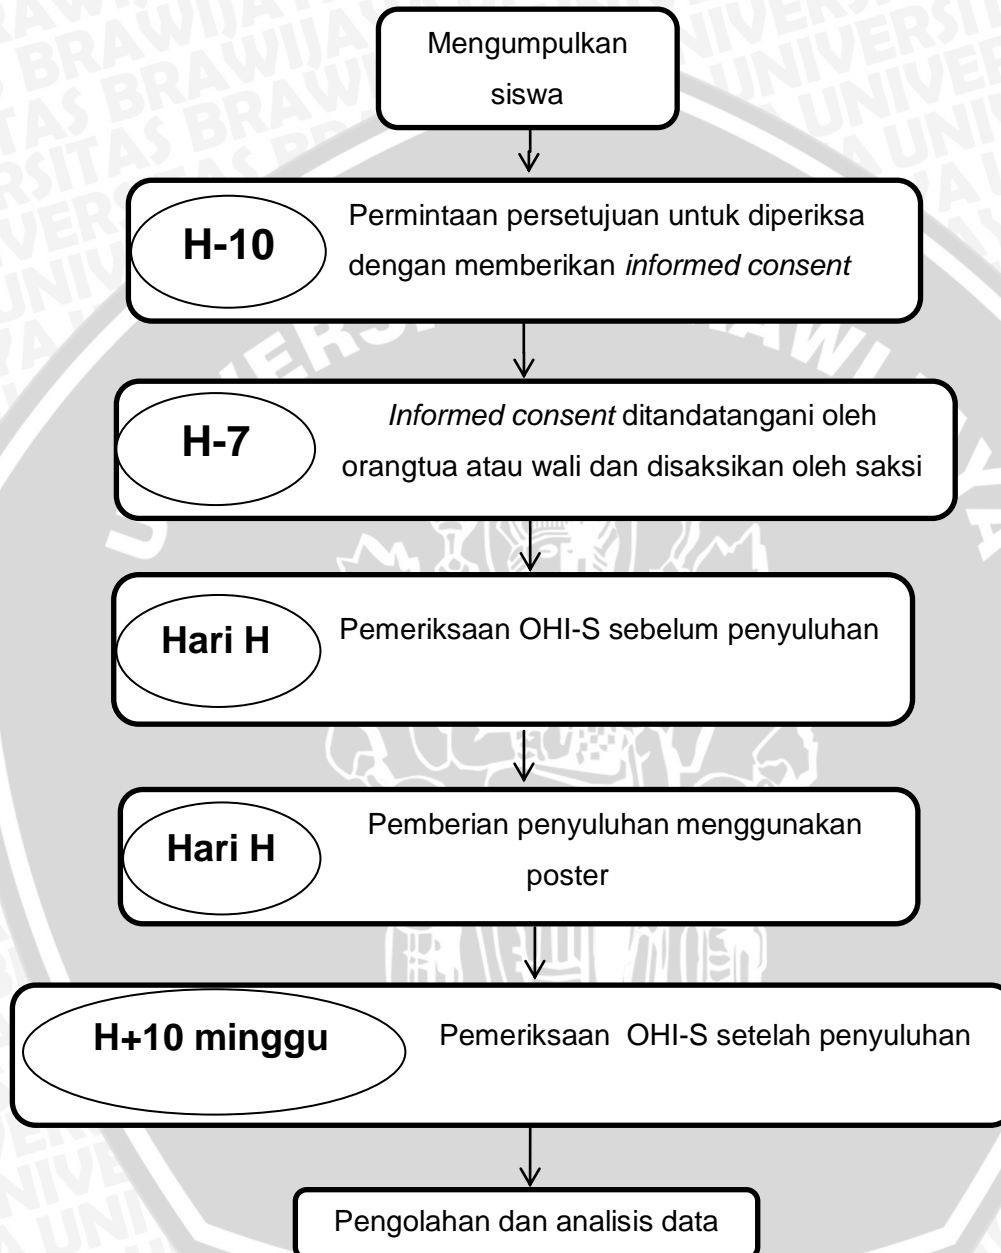 Mengumpulkan
siswa
H-10
Permintaan persetujuan untuk diperiksa
dengan memberikan informed consent
H-7
Informed consent ditandatangani oleh
orangtua atau wali dan disaksikan oleh saksi
Hari H
Pemeriksaan OHI-S sebelum penyuluhan
Hari H
Pemberian penyuluhan menggunakan
poster
H+10 minggu
Pemeriksaan OHI-S setelah penyuluhan
Pengolahan dan analisis data